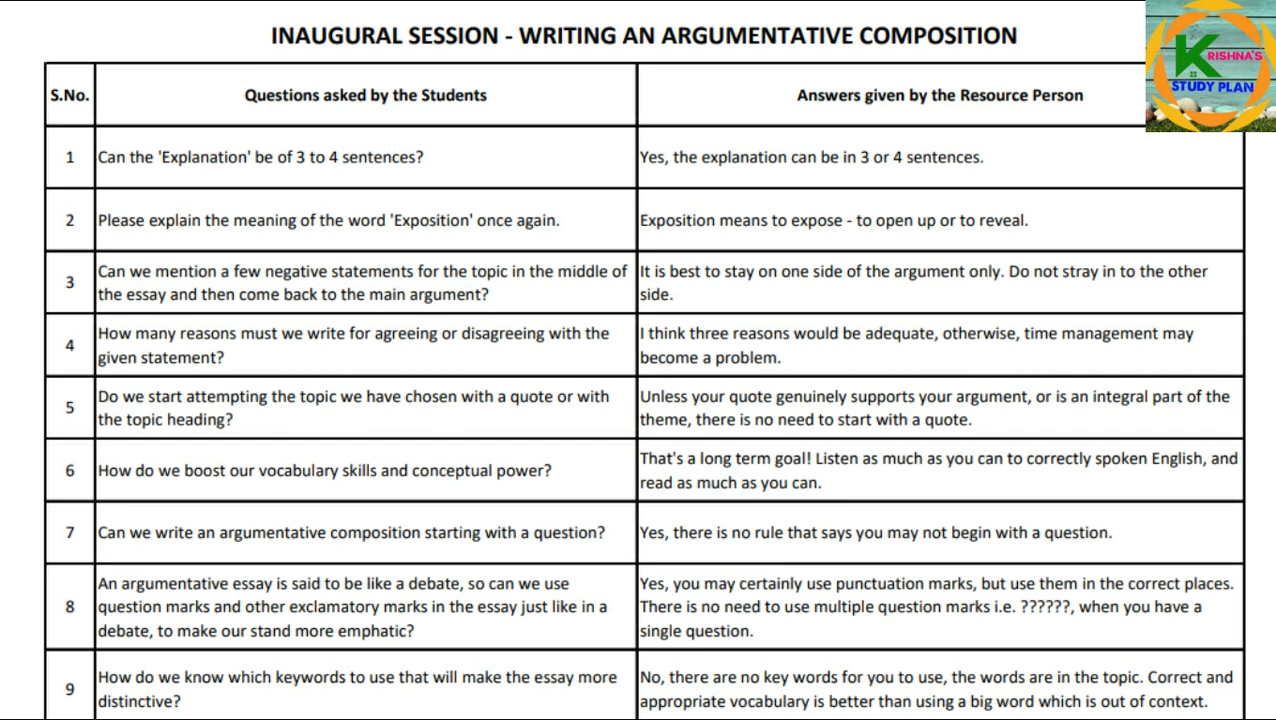 INAUGURAL SESSION - WRITING AN ARGUMENTATIVE COMPOSITION
KRISHNA'S
STUDY PLAN
S.No.
Questions asked by the Students
Answers given by the Resource Person
1
Can the 'Explanation' be of 3 to 4 sentences?
Yes, the explanation can be in 3 or 4 sentences.
2
Please explain the meaning of the word 'Exposition' once again.
Exposition means to expose - to open up or to reveal.
3
Can we mention a few negative statements for the topic in the middle of
the essay and then come back to the main argument?
It is best to stay on one side of the argument only. Do not stray in to the other
side.
4
How many reasons must we write for agreeing or disagreeing with the
given statement?
I think three reasons would be adequate, otherwise, time management may
become a problem.
5
Do we start attempting the topic we have chosen with a quote or with
the topic heading?
Unless your quote genuinely supports your argument, or is an integral part of the
theme, there is no need to start with a quote.
6
How do we boost our vocabulary skills and conceptual power?
That's a long term goal! Listen as much as you can to correctly spoken English, and
read as much as you can.
7
Can we write an argumentative composition starting with a question?
Yes, there is no rule that says you may not begin with a question.
8
An argumentative essay is said to be like a debate, so can we use
question marks and other exclamatory marks in the essay just like in a
debate, to make our stand more emphatic?
Yes, you may certainly use punctuation marks, but use them in the correct places.
There is no need to use multiple question marks i.e. ??????, when you have a
single question.
9
How do we know which keywords to use that will make the essay more
distinctive?
No, there are no key words for you to use, the words are in the topic. Correct and
appropriate vocabulary is better than using a big word which is out of context.